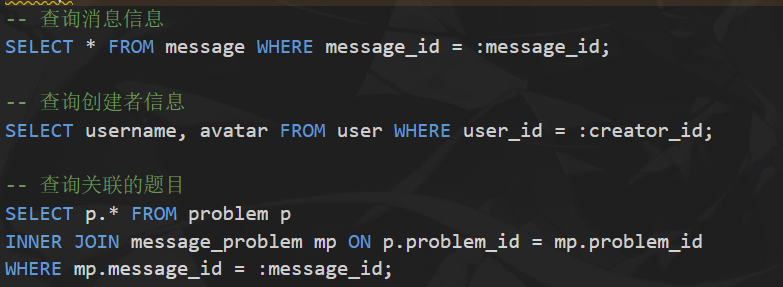 -- 查询消息信息
SELECT * FROM message WHERE message_id = :message_id;
-- 查询创建者信息
SELECT username, avatar FROM user WHERE user_id = :creator_id;
-- 查询关联的题目
SELECT p.* FROM problem p
INNER JOIN message_problem mp ON p.problem_id = mp.problem_id
WHERE mp.message_id = :message_id;